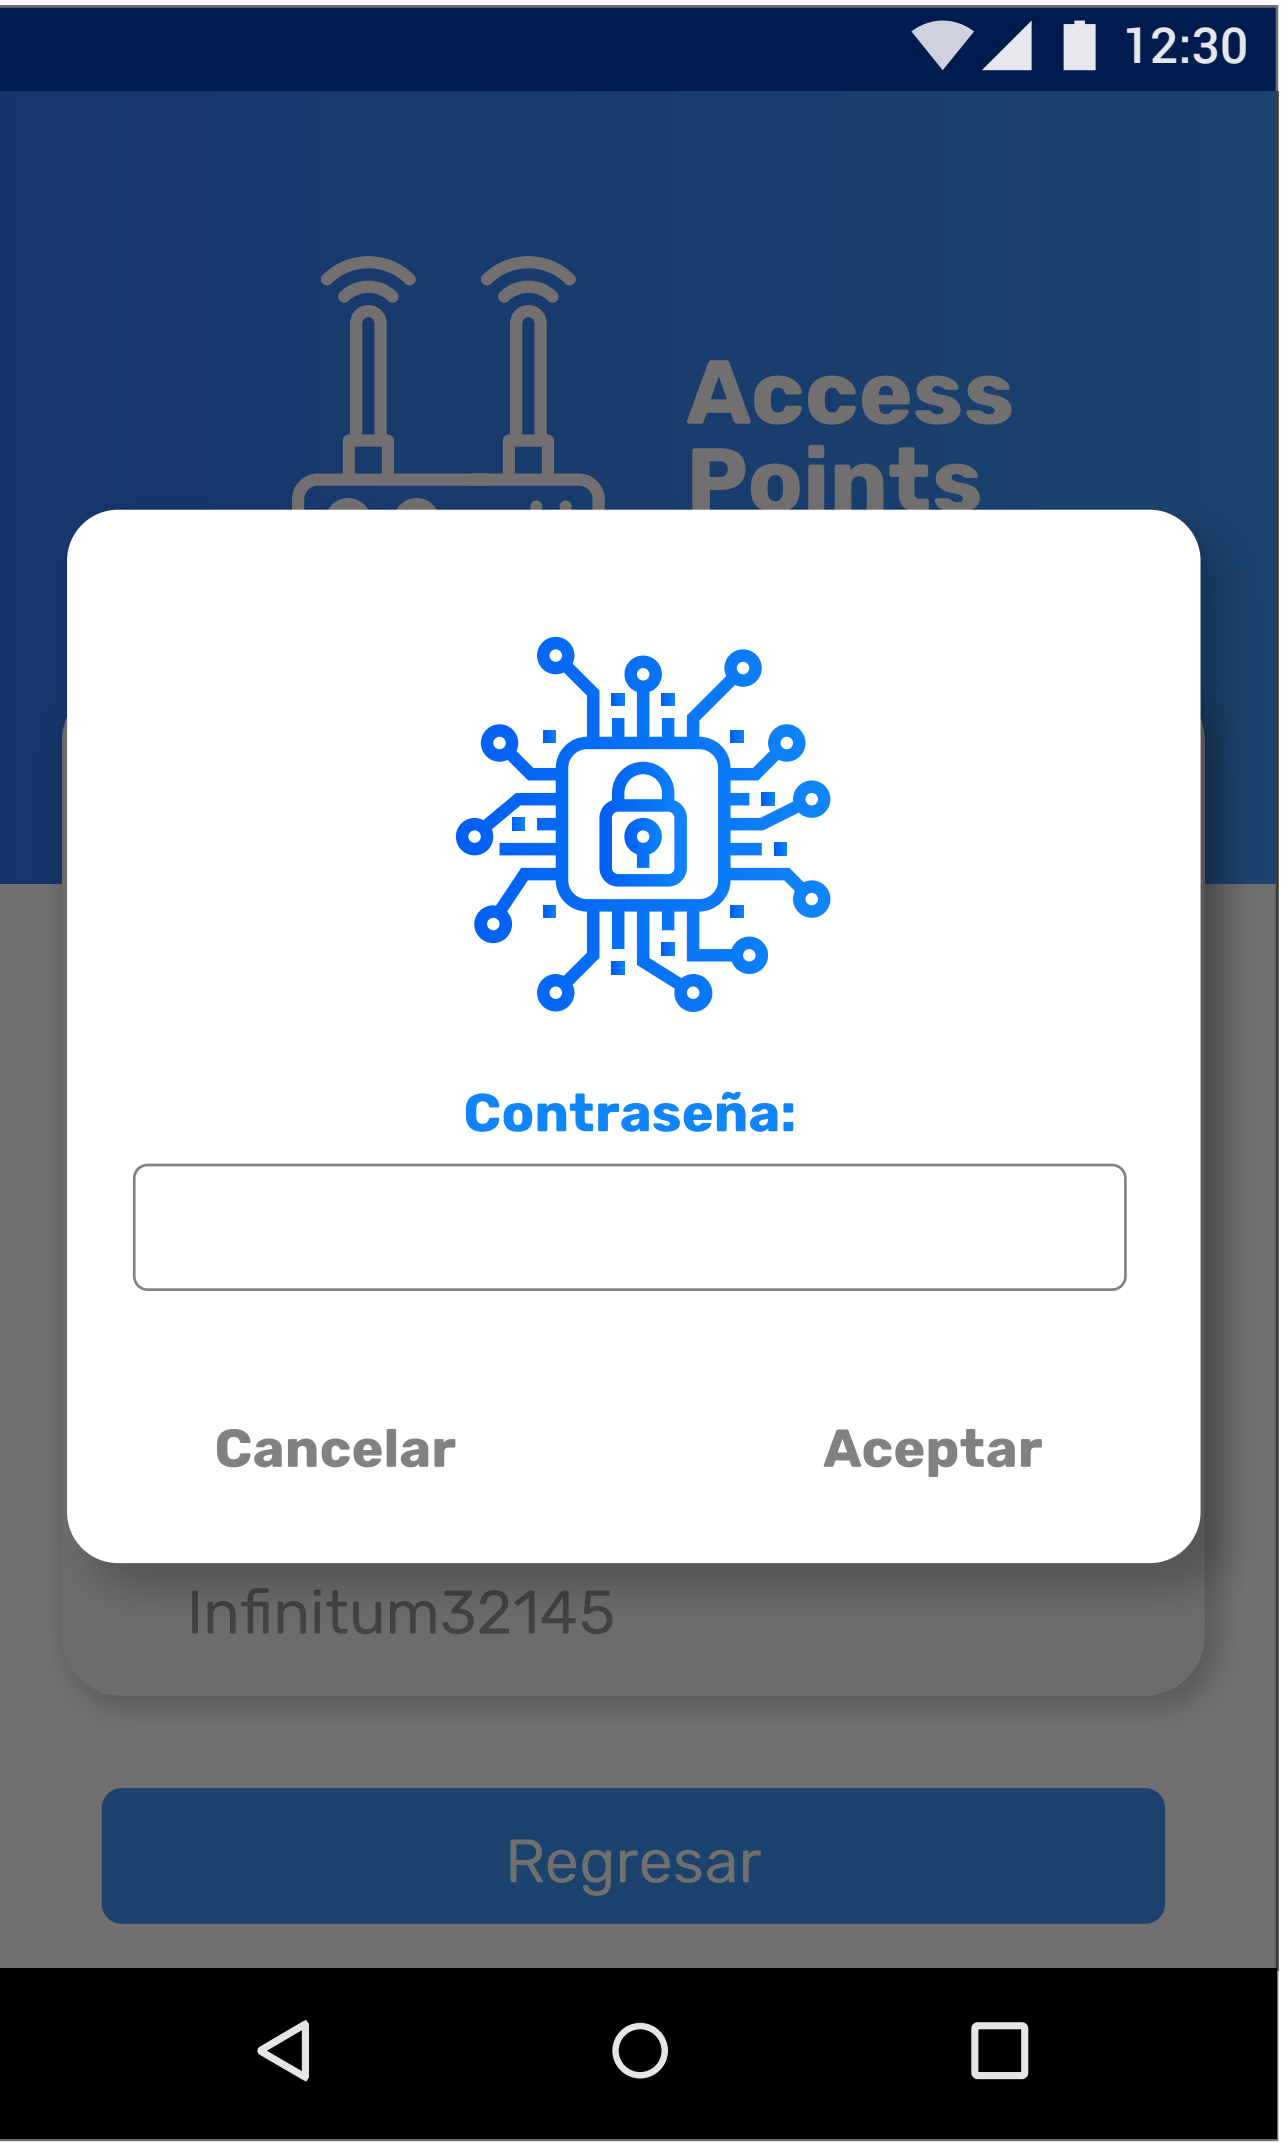 12:30
Access
Points
Contraseña:
Cancelar
Aceptar
Infinitum32145
Regresar